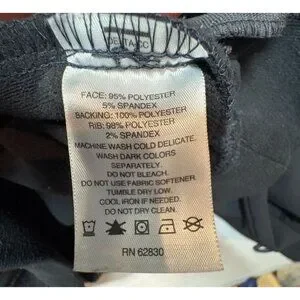 FACE: 95% POLYESTER
5% SPANDEX
BACKING: 100% POLYESTER
RIB: 98% POLYESTER
2% SPANDEX
MACHINE WASH COLD DELICATE.
WASH DARK COLORS
SEPARATELY.
DO NOT BLEACH.
DO NOT USE FABRIC SOFTENER.
TUMBLE DRY LOW.
COOL IRON IF NEEDED.
DO NOT DRY CLEAN.
RN 62830